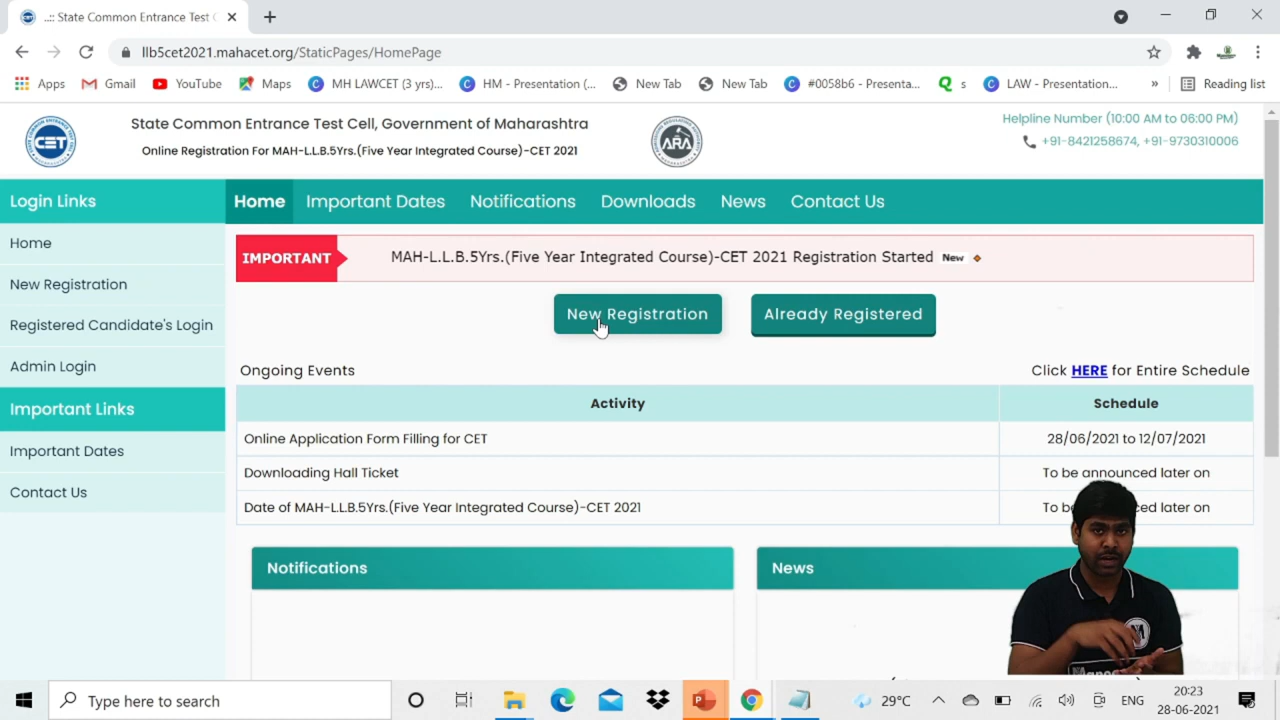 ..:: State Common Entrance Test C
llb5cet2021.mahacet.org/StaticPages/HomePage
Apps
Gmail
YouTube
Maps
MH LAWCET (3 yrs)...
HM - Presentation (...
New Tab
New Tab
#0058b6 - Presenta...
s
LAW - Presentation...
»
Reading list
CET
State Common Entrance Test Cell, Government of Maharashtra
Online Registration For MAH-L.L.B.5Yrs.(Five Year Integrated Course)-CET 2021
ARA
Helpline Number (10:00 AM to 06:00 PM)
+91-8421258674, +91-9730310006
Login Links
Home
New Registration
Registered Candidate's Login
Admin Login
Important Links
Important Dates
Contact Us
Home
Important Dates
Notifications
Downloads
News
Contact Us
IMPORTANT
MAH-L.L.B.5Yrs.(Five Year Integrated Course)-CET 2021 Registration Started New
New Registration
Already Registered
Ongoing Events
Click HERE for Entire Schedule
Activity
Schedule
Online Application Form Filling for CET
28/06/2021 to 12/07/2021
Downloading Hall Ticket
To be announced later on
Date of MAH-L.L.B.5Yrs.(Five Year Integrated Course)-CET 2021
To be ced later on
Notifications
News
Type here to search
29°C
ENG
20:23
28-06-2021